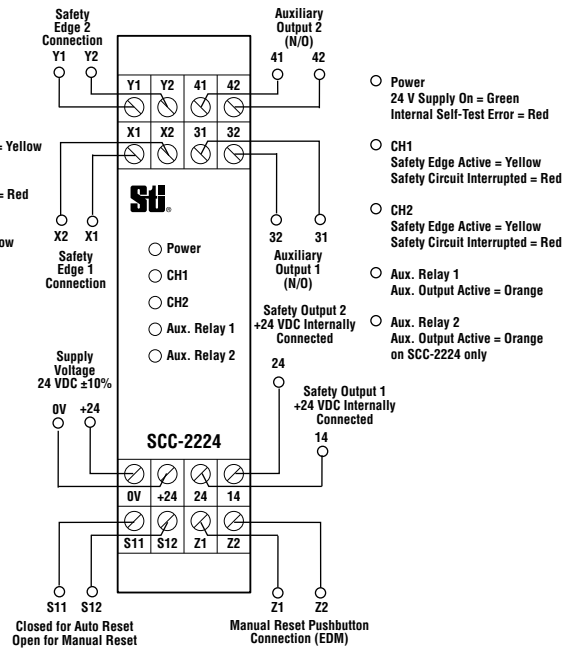 Safety
Edge 2
Connection
Y1 Y2
Auxiliary
Output 2
(N/O)
41 42
Y1 Y2 41 42
X1 X2 31 32
= Yellow
= Red
ow
Sti®
X2 X1
Safety
Edge 1
Connection
32 31
Auxiliary
Output 1
(N/O)
Power
CH1
CH2
Aux. Relay 1
Aux. Relay 2
Power
24 V Supply On = Green
Internal Self-Test Error = Red
CH1
Safety Edge Active = Yellow
Safety Circuit Interrupted = Red
CH2
Safety Edge Active = Yellow
Safety Circuit Interrupted = Red
Aux. Relay 1
Aux. Output Active = Orange
Aux. Relay 2
Aux. Output Active = Orange
on SCC-2224 only
Safety Output 2
+24 VDC Internally
Connected
24
Safety Output 1
+24 VDC Internally
Connected
14
Supply
Voltage
24 VDC ±10%
0V +24
SCC-2224
0V +24 24 14
S11 S12 Z1 Z2
S11 S12
Closed for Auto Reset
Open for Manual Reset
Z1 Z2
Manual Reset Pushbutton
Connection (EDM)